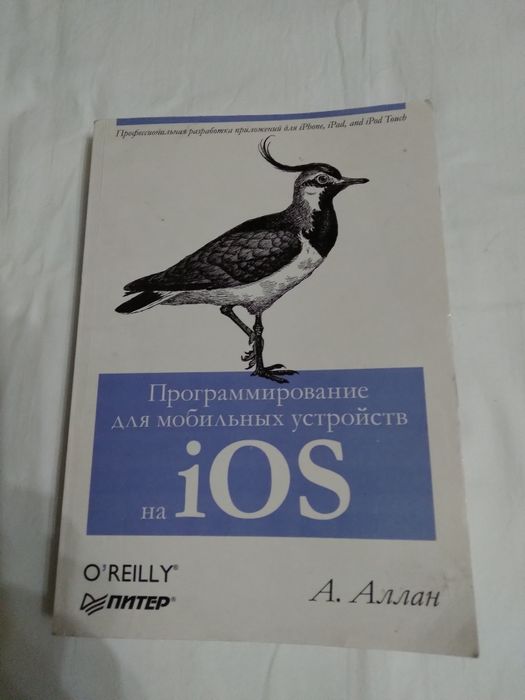 Профессиональная разработка приложений для iPhone, iPad, and iPod Touch
Программирование
для мобильных устройств
на iOS
O'REILLY®
ПИТЕР®
А. Аллан